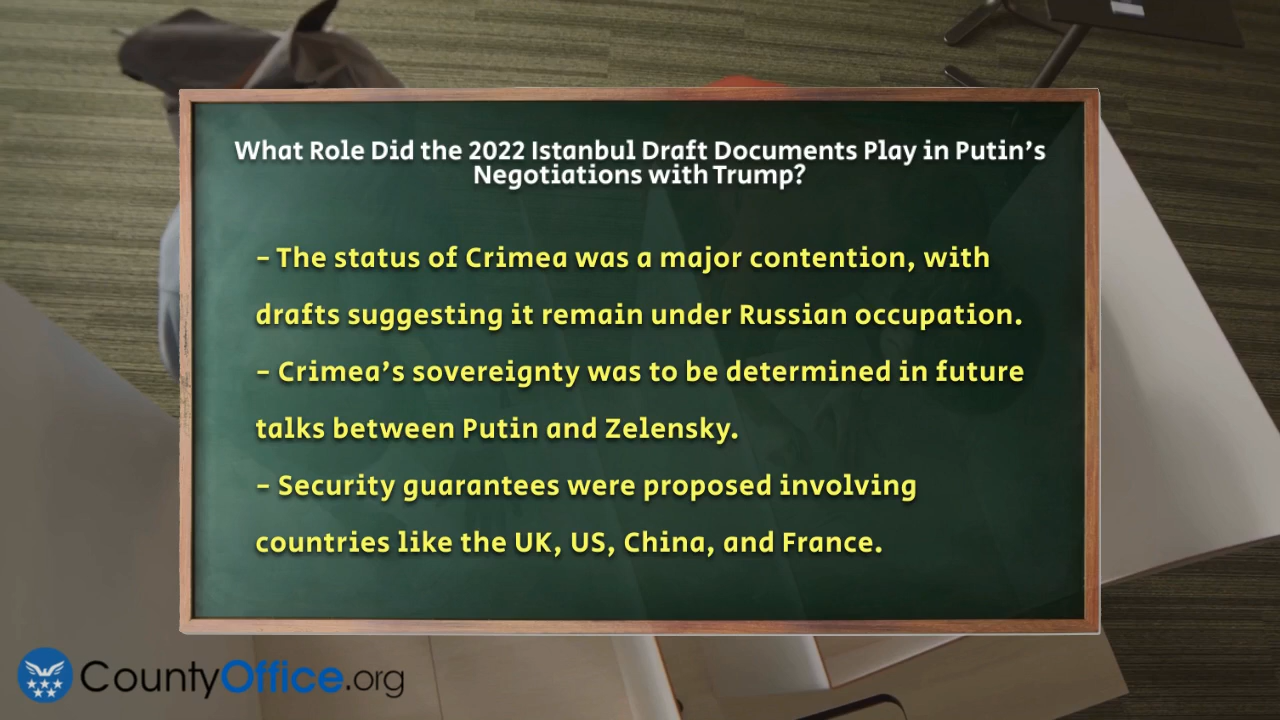 What Role Did the 2022 Istanbul Draft Documents Play in Putin's
Negotiations with Trump?
– The status of Crimea was a major contention, with
drafts suggesting it remain under Russian occupation.
– Crimea's sovereignty was to be determined in future
talks between Putin and Zelensky.
– Security guarantees were proposed involving
countries like the UK, US, China, and France.
CountyOffice.org